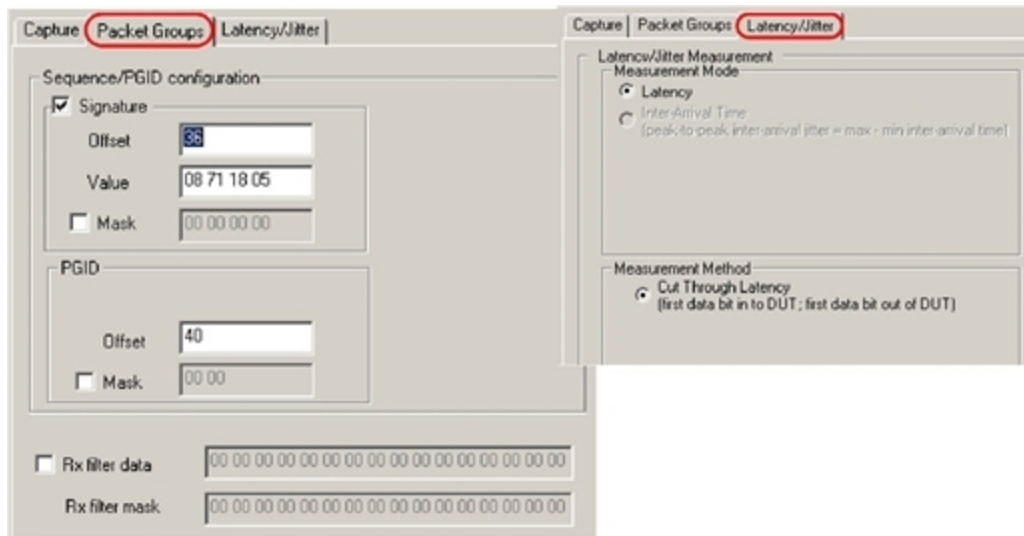 Capture Packet Groups Latency/Jitter
Sequence/PGID configuration
Signature
Offset 36
Value 08 71 18 05
Mask 00 00 00 00
PGID
Offset 40
Mask 00 00
Rx filter data 00 00 00 00 00 00 00 00 00 00 00 00 00 00 00 00
Rx filter mask 00 00 00 00 00 00 00 00 00 00 00 00 00 00 00 00
Capture Packet Groups Latency/Jitter
Latency/Jitter Measurement
Measurement Mode
Latency
Inter-Arrival Time
(peak-to-peak inter-arrival jitter = max - min inter-arrival time)
Measurement Method
Cut Through Latency
(first data bit in to DUT; first data bit out of DUT)